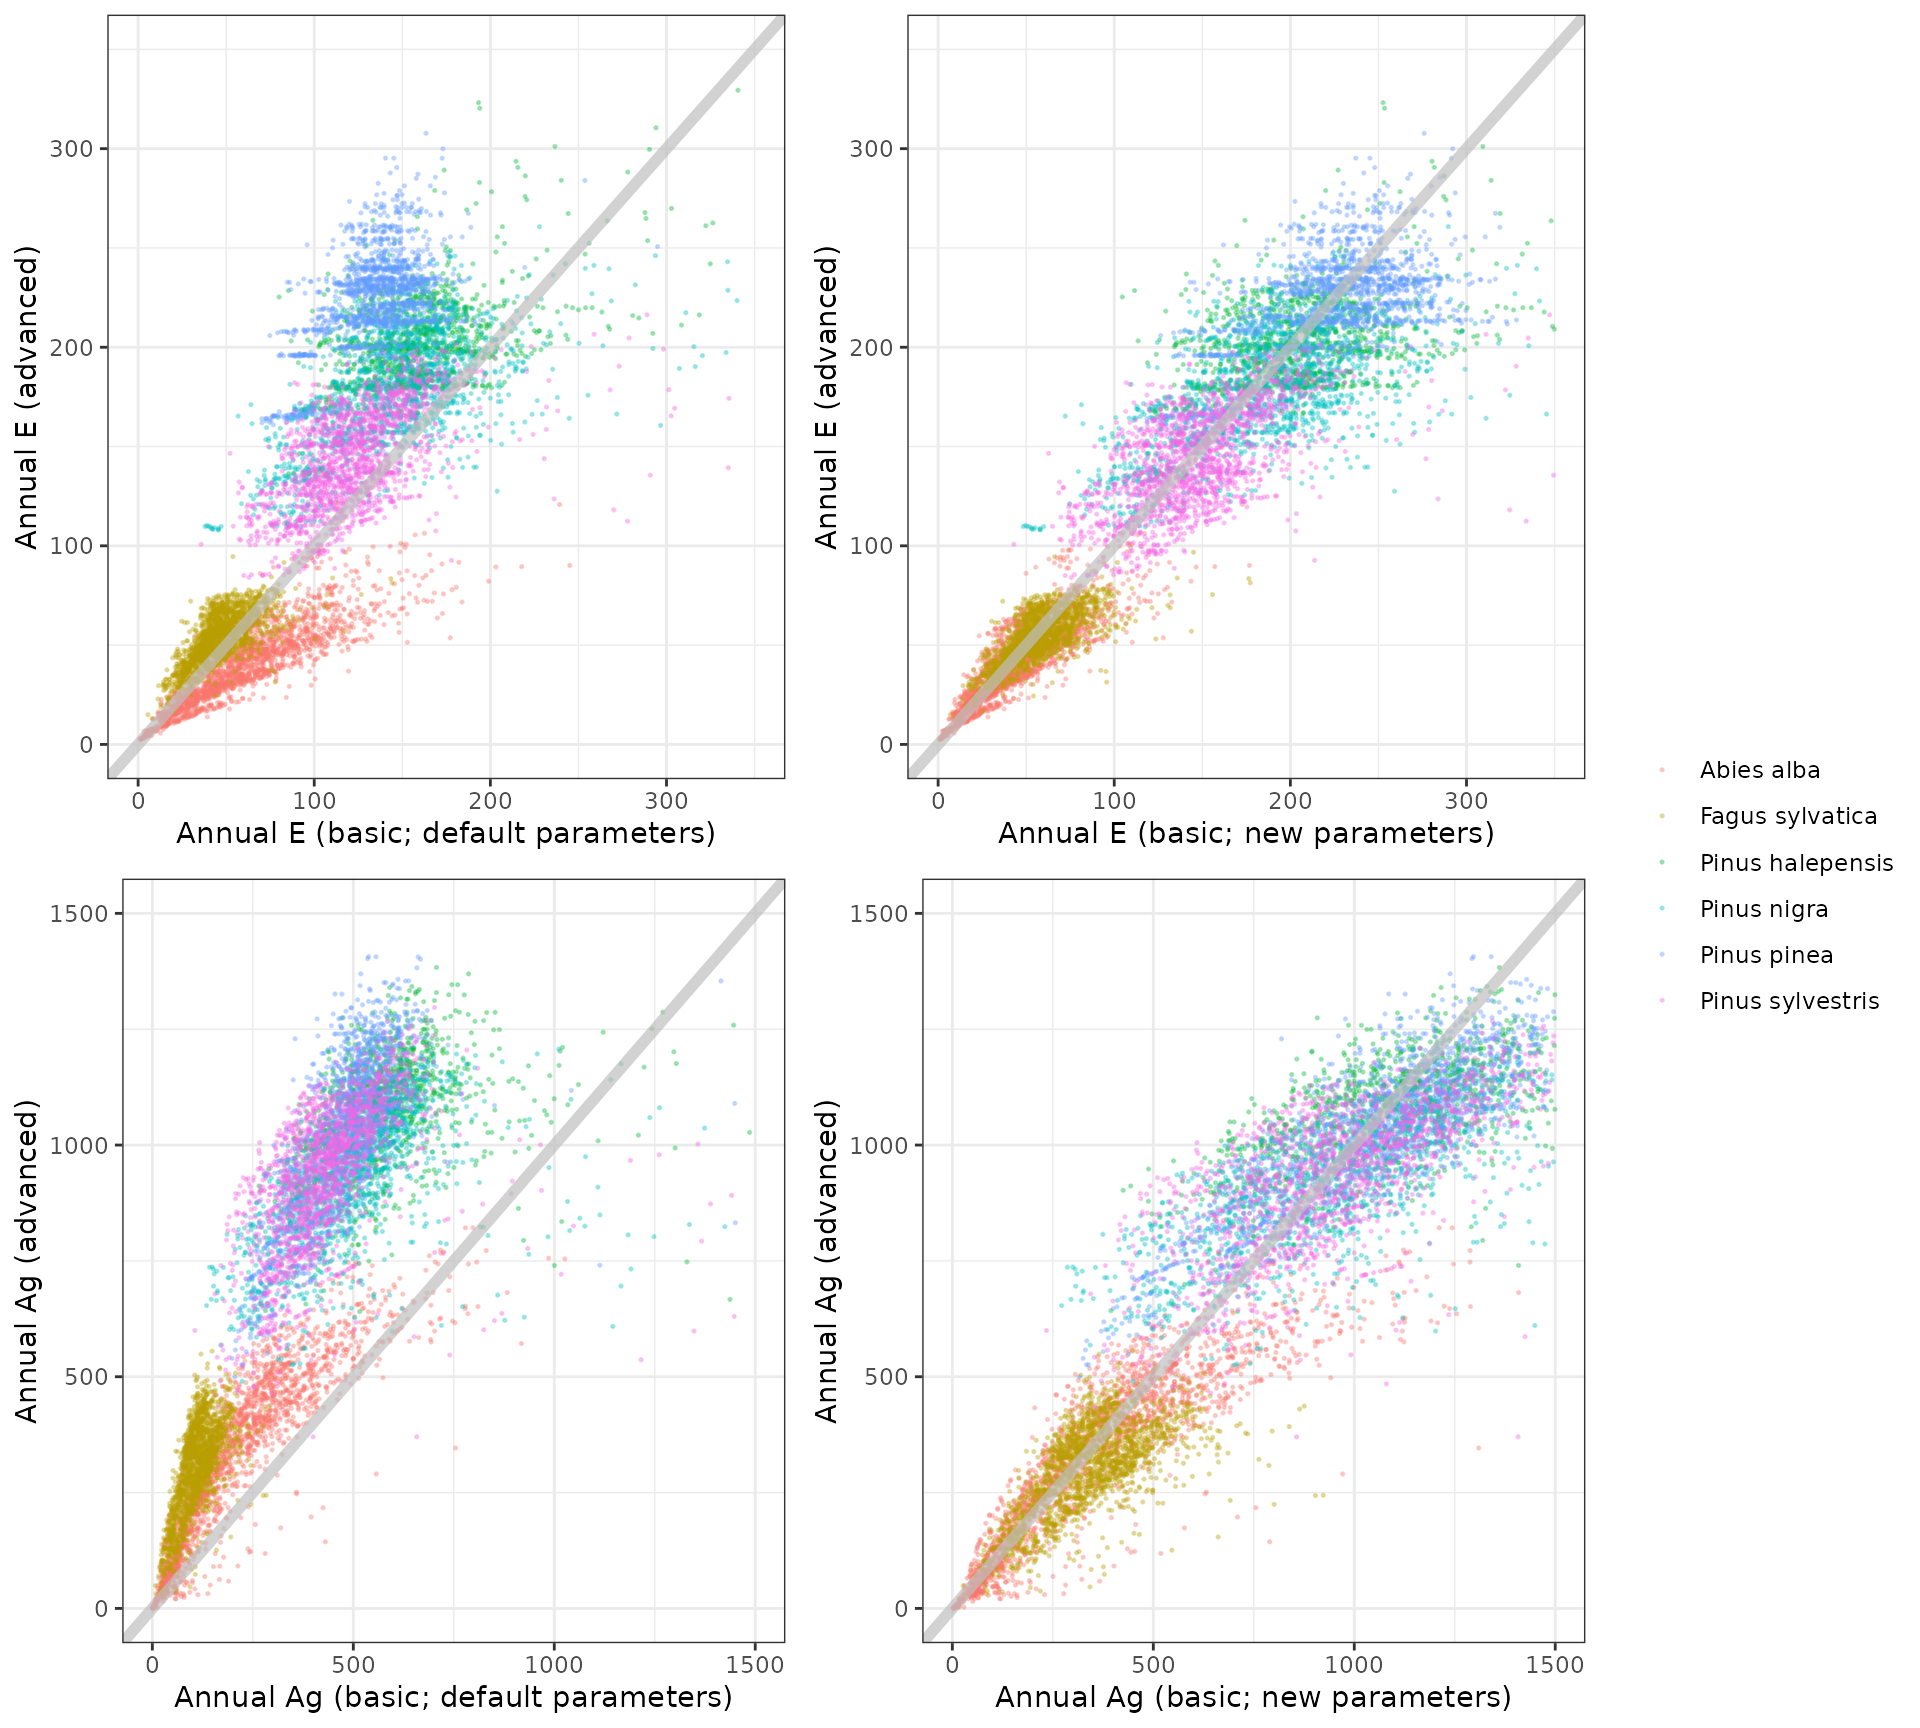 300
200
100
0
Annual E (advanced)
0 100 200 300
Annual E (basic; default parameters)
300
200
100
0
Annual E (advanced)
0 100 200 300
Annual E (basic; new parameters)
1500
1000
500
0
Annual Ag (advanced)
0 500 1000 1500
Annual Ag (basic; default parameters)
1500
1000
500
0
Annual Ag (advanced)
0 500 1000 1500
Annual Ag (basic; new parameters)
Abies alba
Fagus sylvatica
Pinus halepensis
Pinus nigra
Pinus pinea
Pinus sylvestris